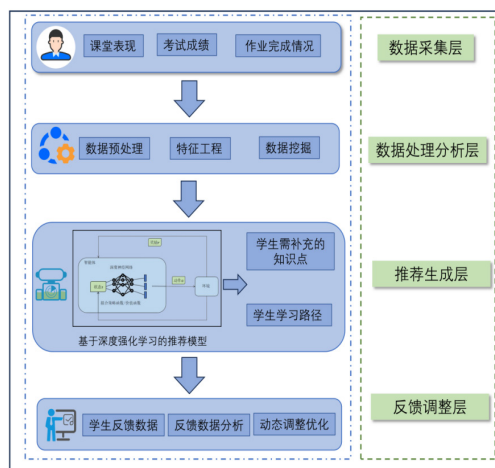 课堂表现 考试成绩 作业完成情况 数据采集层
数据预处理 特征工程 数据挖掘 数据处理分析层
学生需补充的
知识点
学生学习路径
推荐生成层
基于深度强化学习的推荐模型
学生反馈数据 反馈数据分析 动态调整优化 反馈调整层